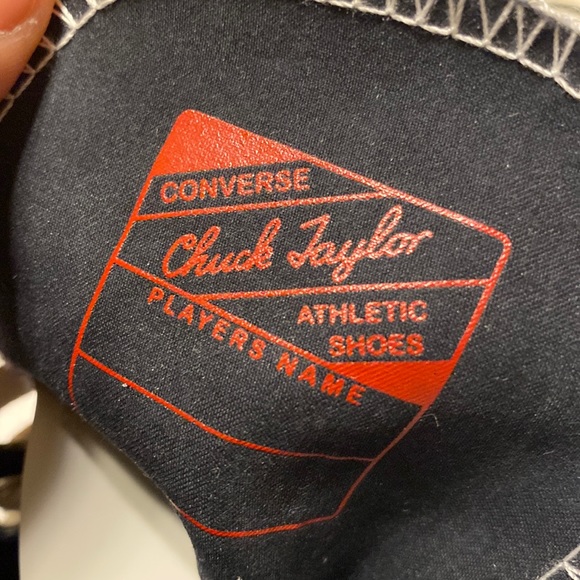 CONVERSE
Chuck Taylor
ATHLETIC
SHOES
PLAYERS NAME